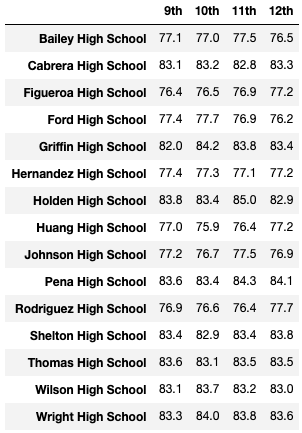 9th 10th 11th 12th
Bailey High School 77.1 77.0 77.5 76.5
Cabrera High School 83.1 83.2 82.8 83.3
Figueroa High School 76.4 76.5 76.9 77.2
Ford High School 77.4 77.7 76.9 76.2
Griffin High School 82.0 84.2 83.8 83.4
Hernandez High School 77.4 77.3 77.1 77.2
Holden High School 83.8 83.4 85.0 82.9
Huang High School 77.0 75.9 76.4 77.2
Johnson High School 77.2 76.7 77.5 76.9
Pena High School 83.6 83.4 84.3 84.1
Rodriguez High School 76.9 76.6 76.4 77.7
Shelton High School 83.4 82.9 83.4 83.8
Thomas High School 83.6 83.1 83.5 83.5
Wilson High School 83.1 83.7 83.2 83.0
Wright High School 83.3 84.0 83.8 83.6